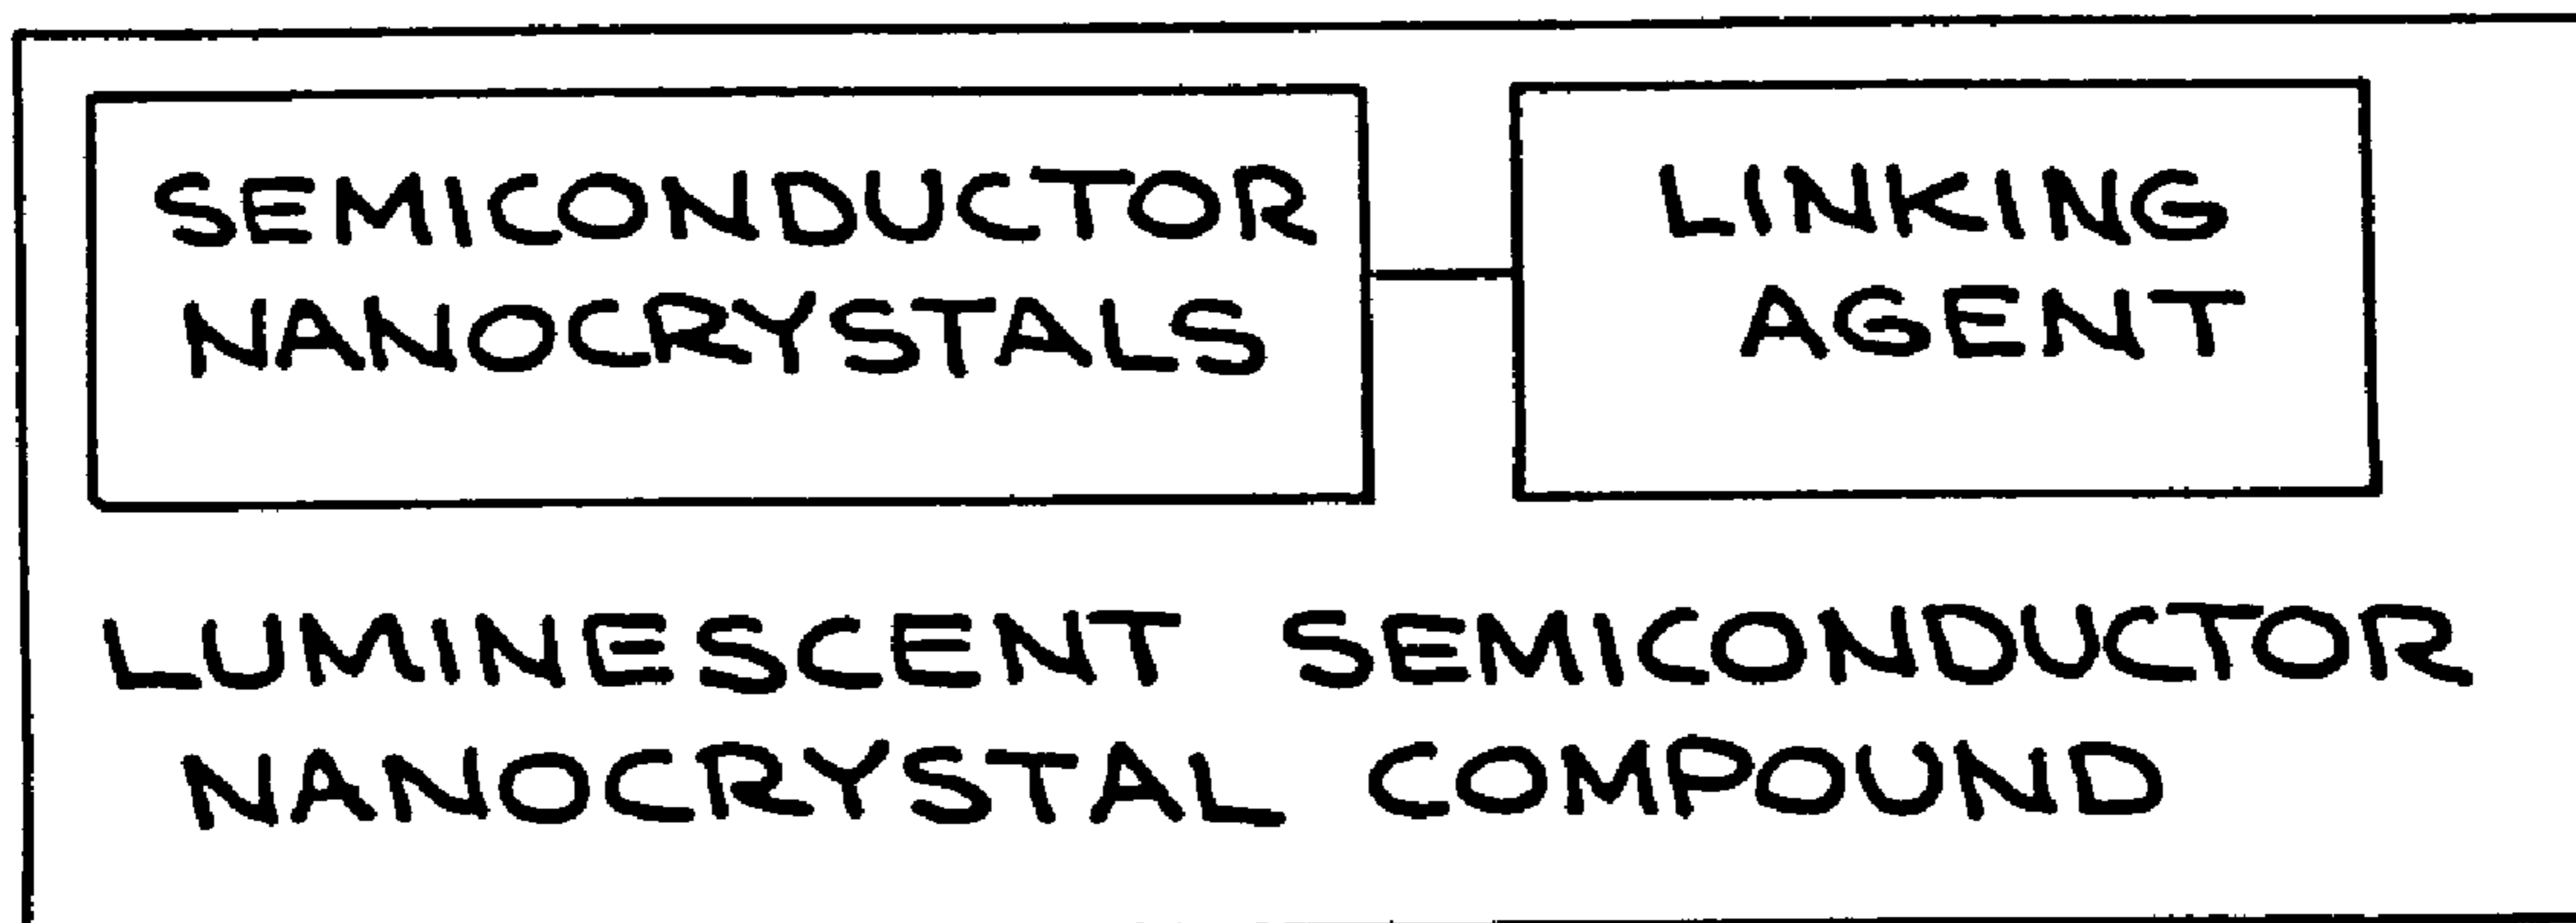 SEMICONDUCTOR
NANOCRYSTALS
LINKING
AGENT
LUMINESCENT SEMICONDUCTOR
NANOCRYSTAL COMPOUND